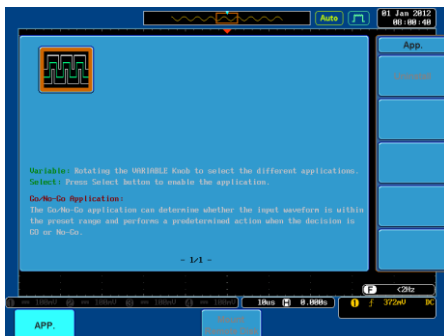 Auto
01 Jan 2012
00:00:40
App.
Variable: Rotating the VARIABLE Knob to select the different applications.
Select: Press Select button to enable the application.
Go/No-Go Application:
The Go/No-Go application can determine whether the input waveform is within
the preset range and performs a predetermined action when the decision is
GO or No-Go.
- 1/1 -
F <2Hz
10us H 0.000s
1 f 372mV DC
APP.